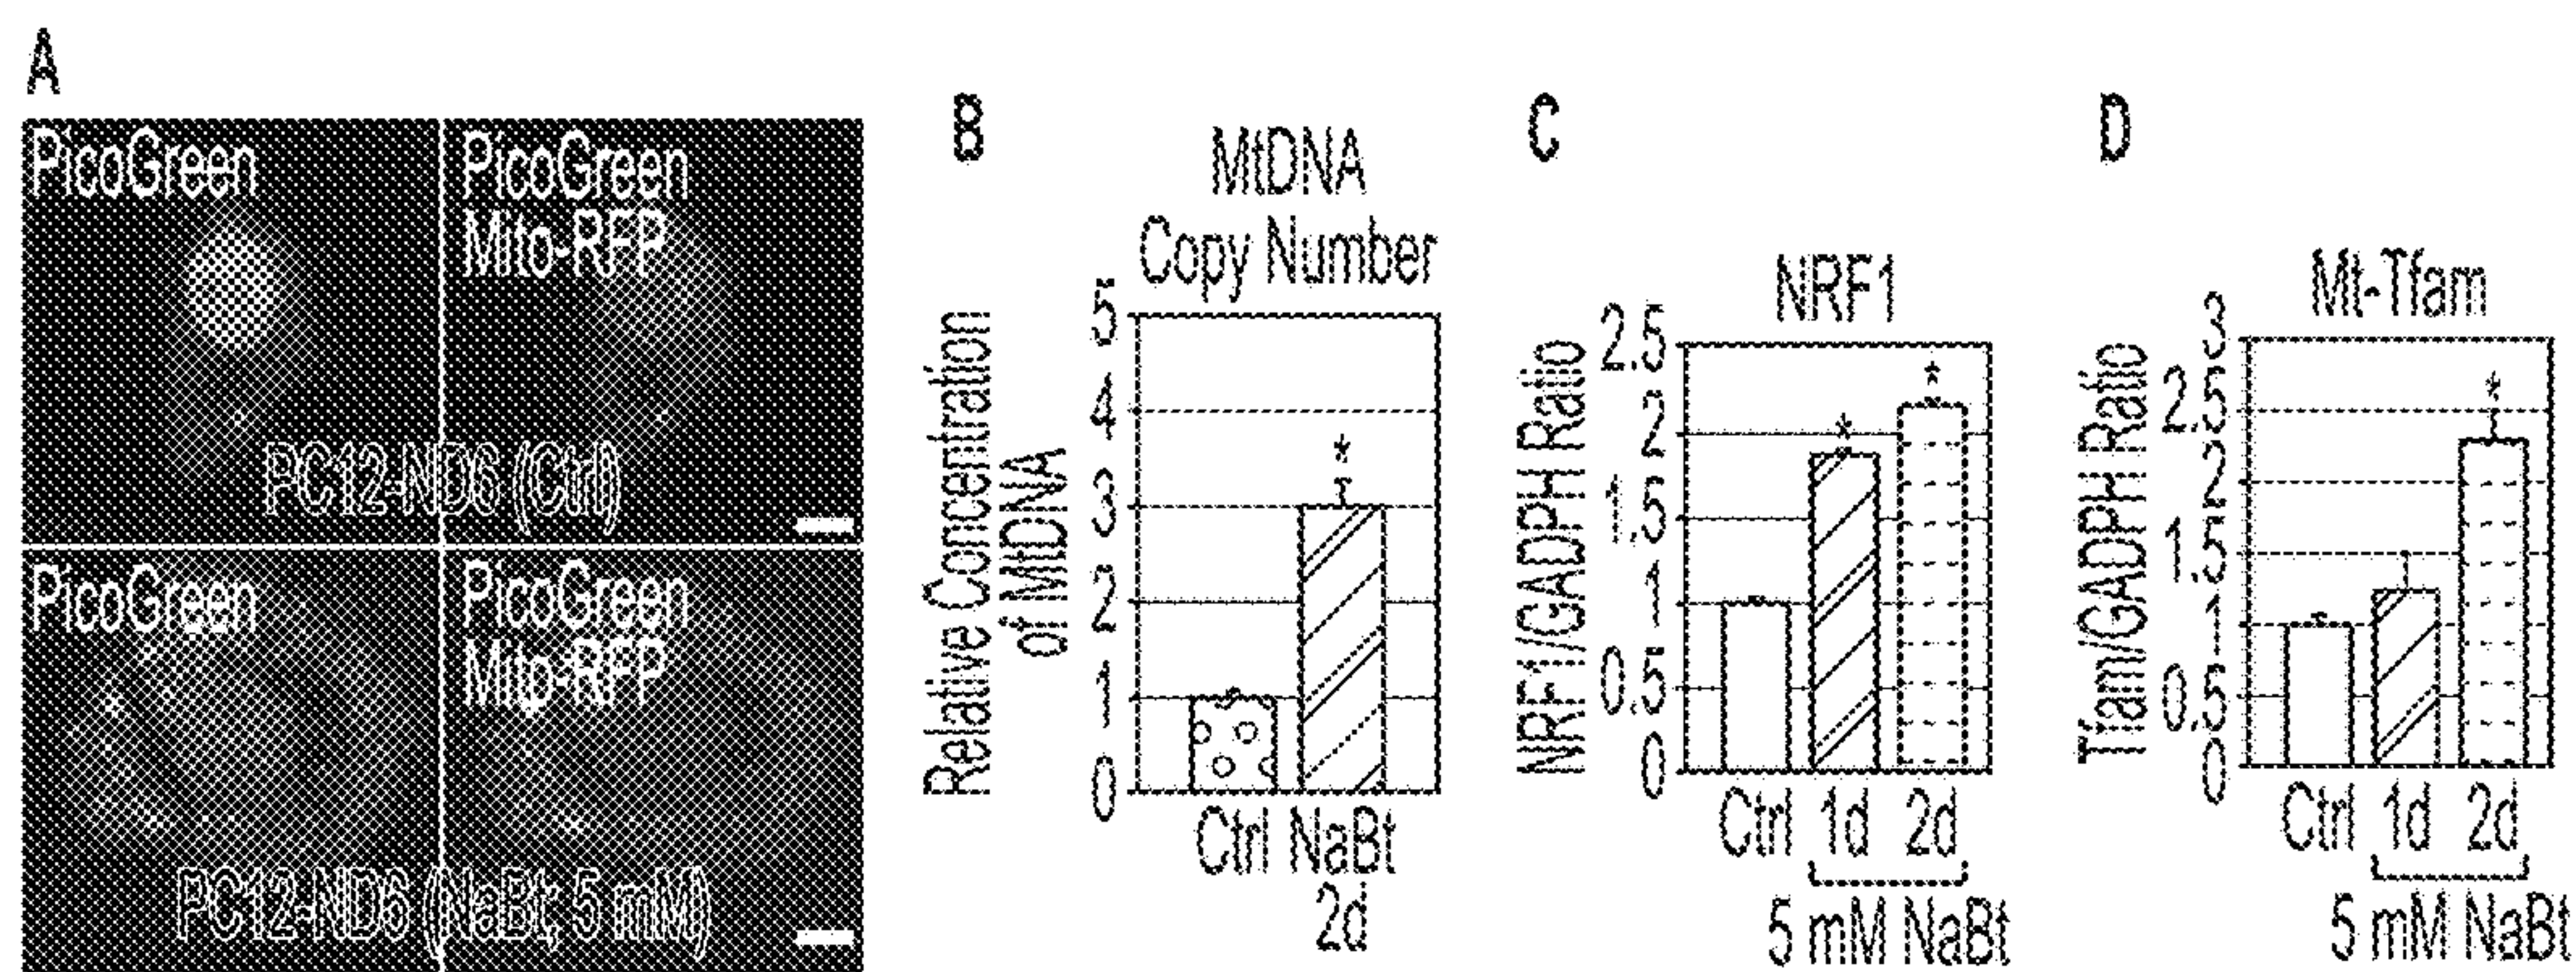 A
PicoGreen
PicoGreen
Mito-RFP
PC12-ND6 (Ctrl)
PicoGreen
PicoGreen
Mito-RFP
PC12-ND6 (NaBt; 5 mM)
B
MtDNA
Copy Number
Relative Concentration
of MtDNA
5
4
3
2
1
0
*
Ctrl NaBt
2d
C
NRF1
NRF1/GADPH Ratio
2.5
2
1.5
1
0.5
0
*
*
Ctrl 1d 2d
5 mM NaBt
D
Mt-Tfam
Tfam/GADPH Ratio
3
2.5
2
1.5
1
0.5
0
*
Ctrl 1d 2d
5 mM NaBt